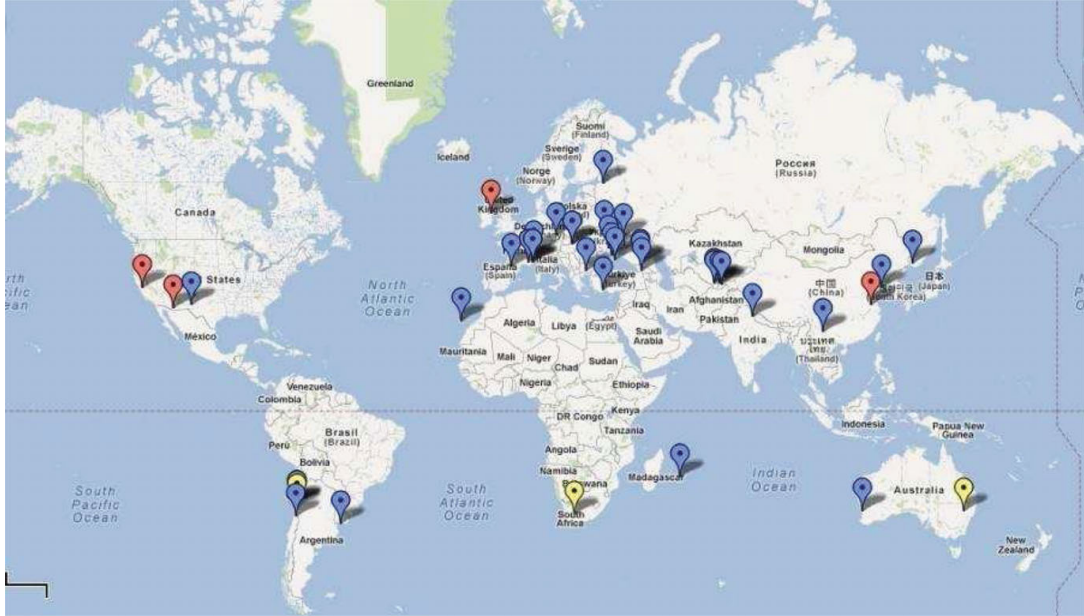 Greenland
Iceland
Suomi
(Finland)
Sverige
(Sweden)
Norge
(Norway)
Россия
(Russia)
Canada
Kingdom
States
España
(Spain)
Italia
(Italy)
Kazakhstan
Mongolia
中国
(China)
日本
(Japan)
South Korea)
North
Atlantic
Ocean
Iraq
Iran
Afghanistan
Pakistan
Algeria
Libya
(Egypt)
Saudi
Arabia
India
(Thailand)
México
Mauritania
Mali
Niger
Chad
Sudan
Nigeria
Ethiopia
Venezuela
Colombia
DR Congo
Kenya
Tanzania
Indonesia
Papua New
Guinea
Brasil
(Brazil)
Perú
Bolivia
Angola
Namibia
Madagascar
South
Pacific
Ocean
South
Atlantic
Ocean
Indian
Ocean
Australia
South
Africa
Argentina
New
Zealand